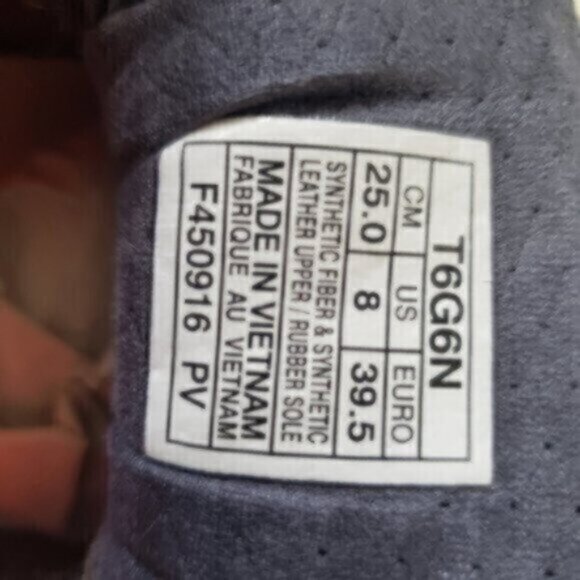 T6G6N
CM US EURO
25.0 8 39.5
SYNTHETIC FIBER & SYNTHETIC
LEATHER UPPER / RUBBER SOLE
MADE IN VIETNAM
FABRIQUE AU VIETNAM
F450916 PV